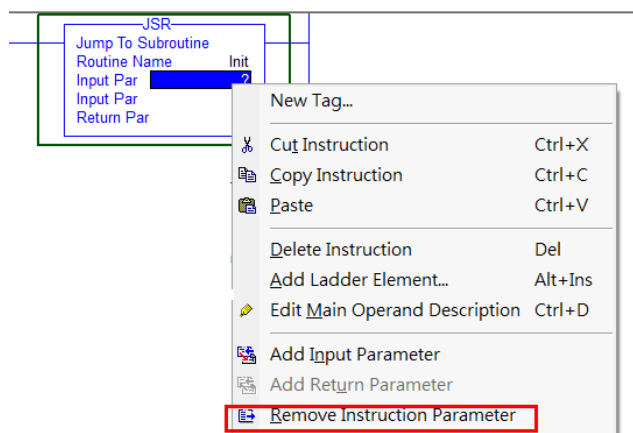 JSR
Jump To Subroutine
Routine Name Init
Input Par ?
Input Par
Return Par
New Tag...
Cut Instruction Ctrl+X
Copy Instruction Ctrl+C
Paste Ctrl+V
Delete Instruction Del
Add Ladder Element... Alt+Ins
Edit Main Operand Description Ctrl+D
Add Input Parameter
Add Return Parameter
Remove Instruction Parameter